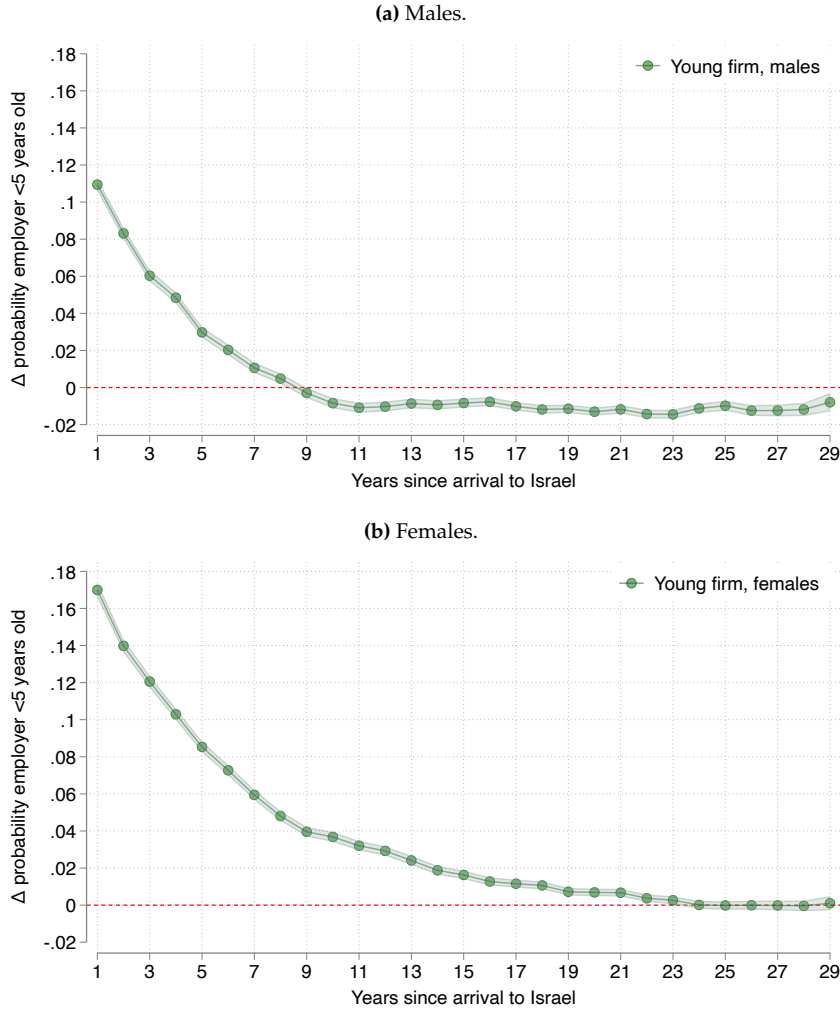 (a) Males.
Δ probability employer <5 years old
.18
.16
.14
.12
.1
.08
.06
.04
.02
0
-.02
Young firm, males
1 3 5 7 9 11 13 15 17 19 21 23 25 27 29
Years since arrival to Israel
(b) Females.
Δ probability employer <5 years old
.18
.16
.14
.12
.1
.08
.06
.04
.02
0
-.02
Young firm, females
1 3 5 7 9 11 13 15 17 19 21 23 25 27 29
Years since arrival to Israel